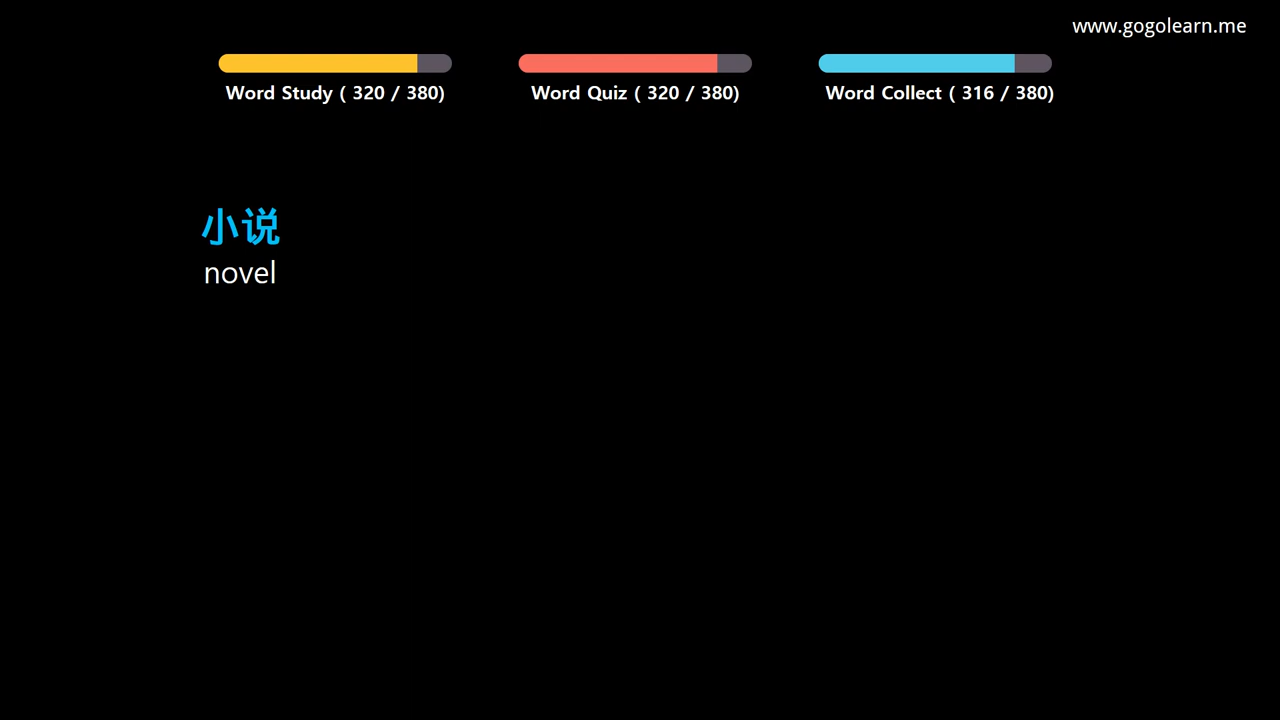 www.gogolearn.me
Word Study ( 320 / 380)
Word Quiz ( 320 / 380)
Word Collect ( 316 / 380)
小说
novel